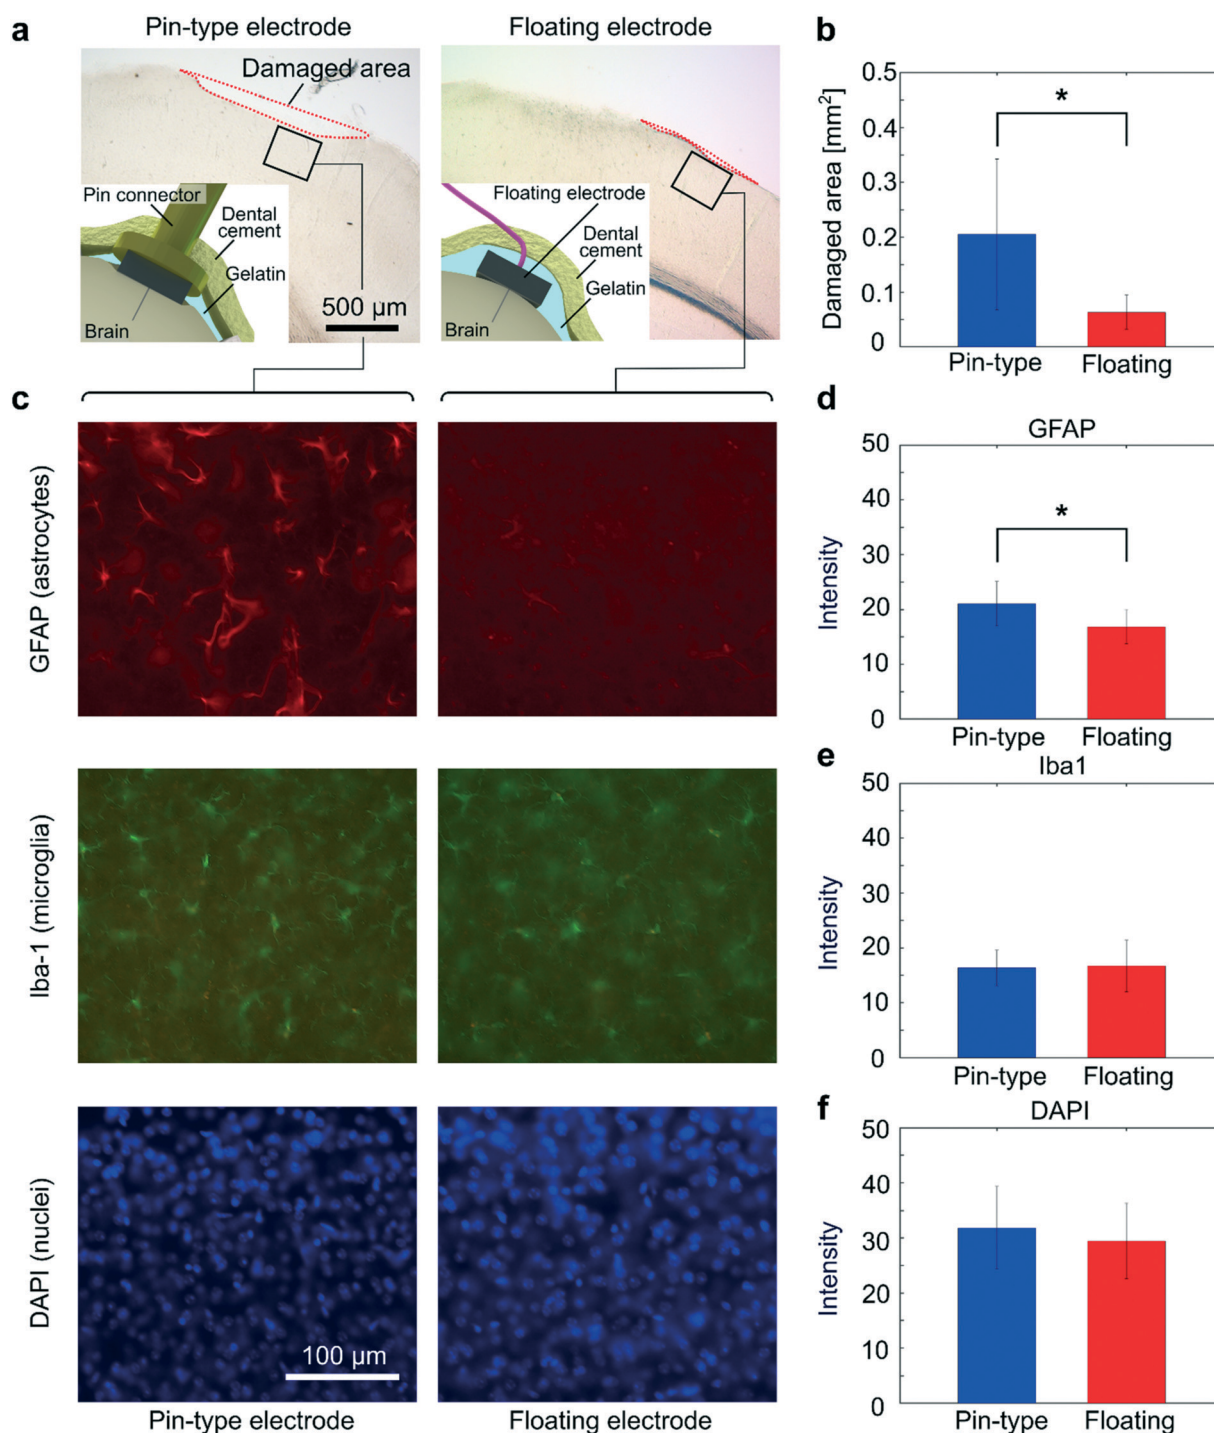 a
Pin-type electrode
Floating electrode
Damaged area
Pin connector
Dental
cement
Gelatin
Brain
500 μm
Floating electrode
Dental
cement
Gelatin
Brain
b
Damaged area [mm²]
0.5
0.4
0.3
0.2
0.1
0
*
Pin-type
Floating
c
GFAP (astrocytes)
Iba-1 (microglia)
DAPI (nuclei)
100 μm
Pin-type electrode
Floating electrode
d
GFAP
Intensity
50
40
30
20
10
0
*
Pin-type
Floating
e
Iba1
Intensity
50
40
30
20
10
0
Pin-type
Floating
f
DAPI
Intensity
50
40
30
20
10
0
Pin-type
Floating